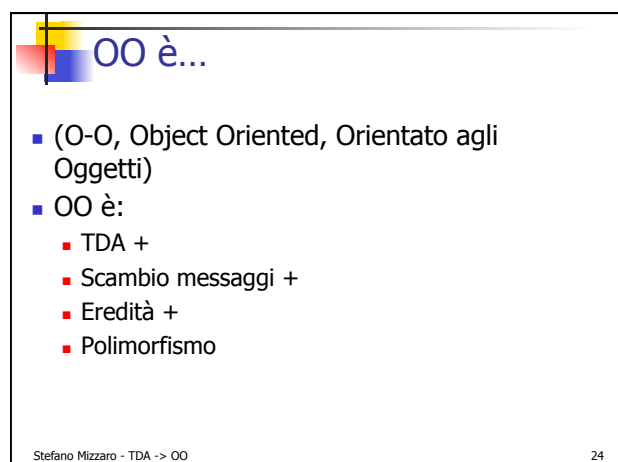 OO è...
(O-O, Object Oriented, Orientato agli
Oggetti)
OO è:
TDA +
Scambio messaggi +
Eredità +
Polimorfismo
Stefano Mizzaro - TDA -> OO
24